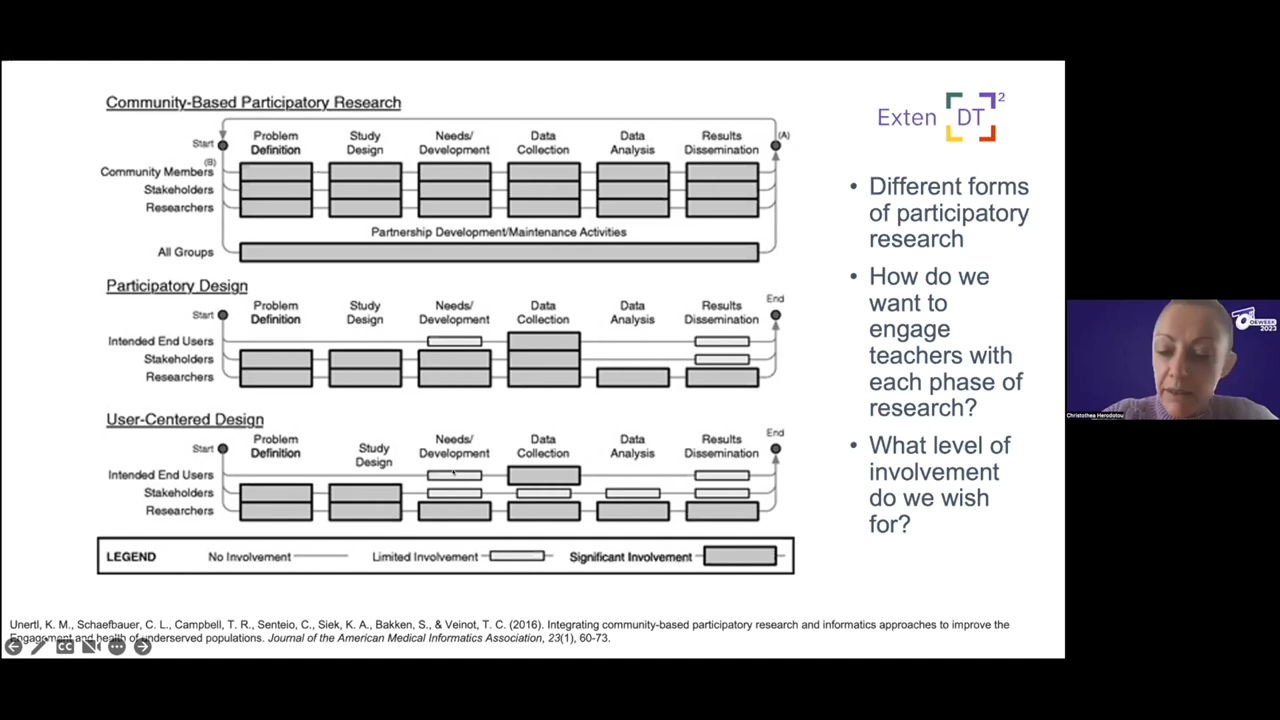 Community-Based Participatory Research
Problem Definition
Study Design
Needs/ Development
Data Collection
Data Analysis
Results Dissemination
Start
(A)
(B)
Community Members
Stakeholders
Researchers
Partnership Development/Maintenance Activities
All Groups
Participatory Design
Problem Definition
Study Design
Needs/ Development
Data Collection
Data Analysis
Results Dissemination
Start
End
Intended End Users
Stakeholders
Researchers
User-Centered Design
Problem Definition
Study Design
Needs/ Development
Data Collection
Data Analysis
Results Dissemination
Start
End
Intended End Users
Stakeholders
Researchers
LEGEND
No Involvement
Limited Involvement
Significant Involvement
Exten DT 2
• Different forms
of participatory
research
• How do we
want to
engage
teachers with
each phase of
research?
• What level of
involvement
do we wish
for?
Unertl, K. M., Schaefbauer, C. L., Campbell, T. R., Senteio, C., Siek, K. A., Bakken, S., & Veinot, T. C. (2016). Integrating community-based participatory research and informatics approaches to improve the
Engagement and health of underserved populations. Journal of the American Medical Informatics Association, 23(1), 60-73.
CC
OEWEEK
2023
Christothea Herodotou